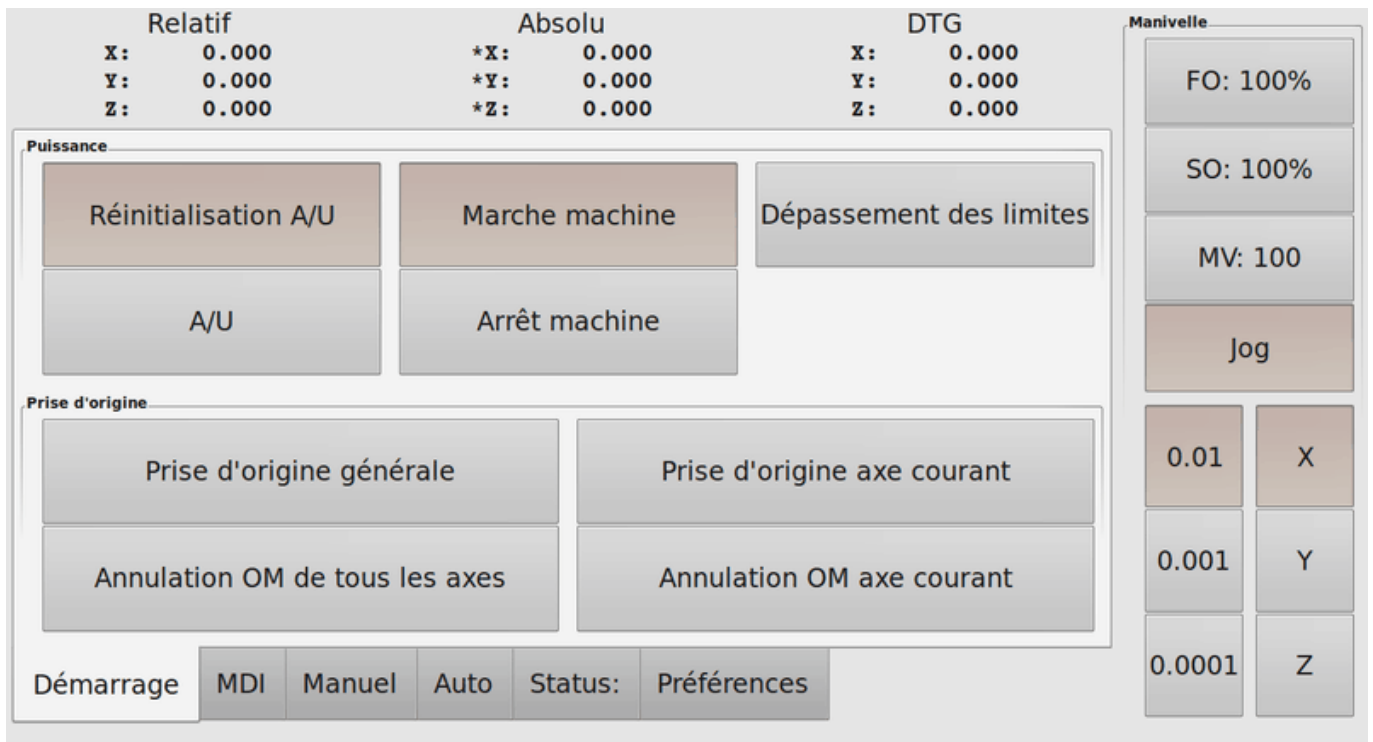 Relatif Absolu DTG
X: 0.000 *X: 0.000 X: 0.000
Y: 0.000 *Y: 0.000 Y: 0.000
Z: 0.000 *Z: 0.000 Z: 0.000
Puissance
Réinitialisation A/U Marche machine Dépassement des limites
A/U Arrêt machine
Prise d'origine
Prise d'origine générale Prise d'origine axe courant
Annulation OM de tous les axes Annulation OM axe courant
Démarrage MDI Manuel Auto Status: Préférences
Manivelle
FO: 100%
SO: 100%
MV: 100
Jog
0.01 X
0.001 Y
0.0001 Z